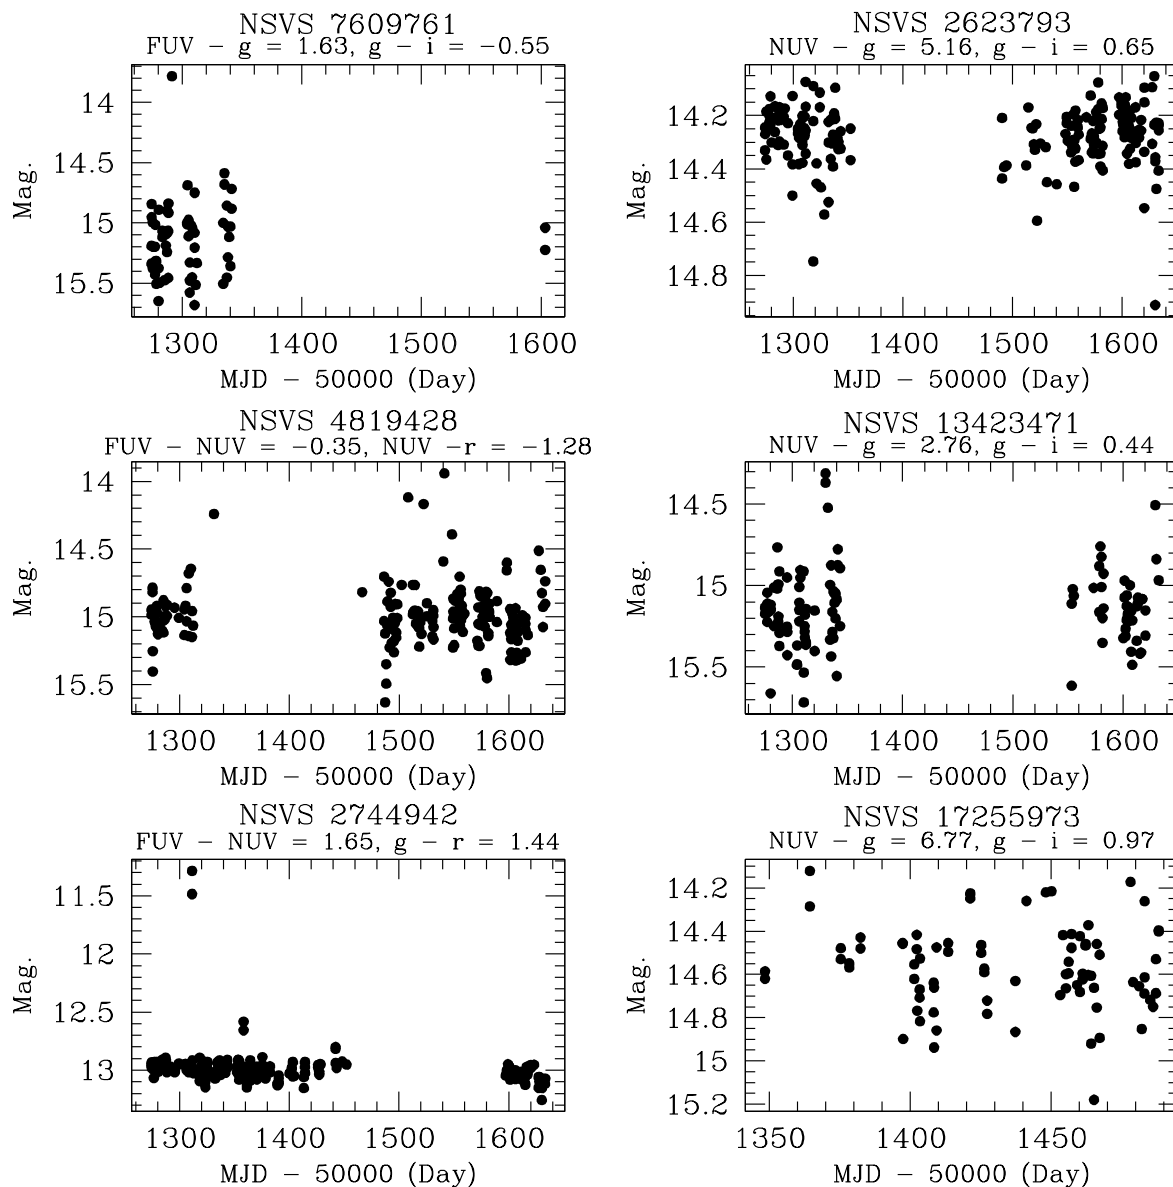 NSVS 7609761
FUV − g = 1.63, g − i = −0.55
14
14.5
15
15.5
Mag.
1300 1400 1500 1600
MJD − 50000 (Day)
NSVS 2623793
NUV − g = 5.16, g − i = 0.65
14.2
14.4
14.6
14.8
Mag.
1300 1400 1500 1600
MJD − 50000 (Day)
NSVS 4819428
FUV − NUV = −0.35, NUV −r = −1.28
14
14.5
15
15.5
Mag.
1300 1400 1500 1600
MJD − 50000 (Day)
NSVS 13423471
NUV − g = 2.76, g − i = 0.44
14.5
15
15.5
Mag.
1300 1400 1500 1600
MJD − 50000 (Day)
NSVS 2744942
FUV − NUV = 1.65, g − r = 1.44
11.5
12
12.5
13
Mag.
1300 1400 1500 1600
MJD − 50000 (Day)
NSVS 17255973
NUV − g = 6.77, g − i = 0.97
14.2
14.4
14.6
14.8
15
15.2
Mag.
1350 1400 1450
MJD − 50000 (Day)